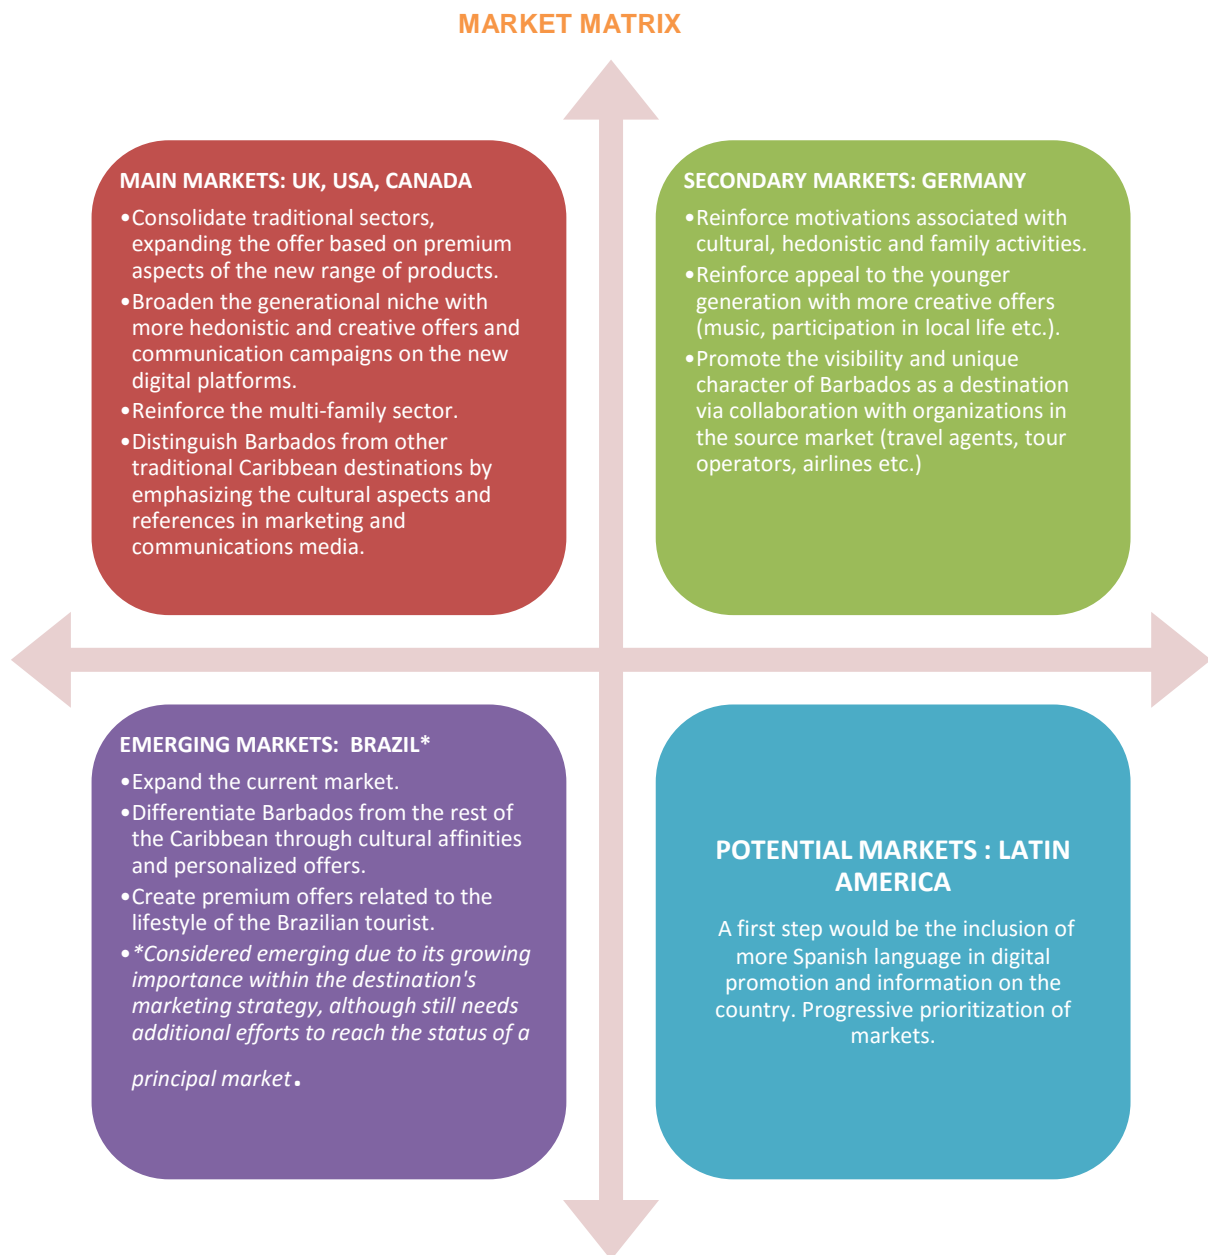 MARKET MATRIX
MAIN MARKETS: UK, USA, CANADA
•Consolidate traditional sectors,
expanding the offer based on premium
aspects of the new range of products.
•Broaden the generational niche with
more hedonistic and creative offers and
communication campaigns on the new
digital platforms.
•Reinforce the multi-family sector.
•Distinguish Barbados from other
traditional Caribbean destinations by
emphasizing the cultural aspects and
references in marketing and
communications media.
SECONDARY MARKETS: GERMANY
•Reinforce motivations associated with
cultural, hedonistic and family activities.
•Reinforce appeal to the younger
generation with more creative offers
(music, participation in local life etc.).
•Promote the visibility and unique
character of Barbados as a destination
via collaboration with organizations in
the source market (travel agents, tour
operators, airlines etc.)
EMERGING MARKETS:  BRAZIL*
•Expand the current market.
•Differentiate Barbados from the rest of
the Caribbean through cultural affinities
and personalized offers.
•Create premium offers related to the
lifestyle of the Brazilian tourist.
•*Considered emerging due to its growing
importance within the destination's
marketing strategy, although still needs
additional efforts to reach the status of a
principal market.
POTENTIAL MARKETS : LATIN
AMERICA
A first step would be the inclusion of
more Spanish language in digital
promotion and information on the
country. Progressive prioritization of
markets.